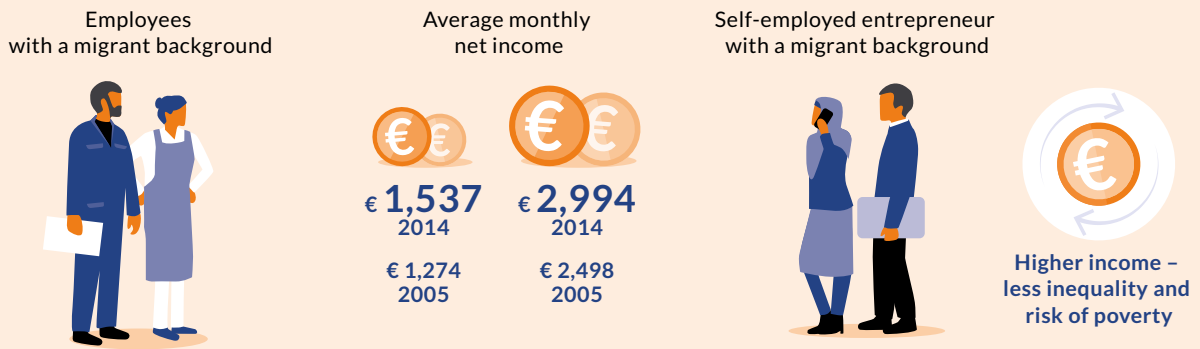 Employees
with a migrant background
Average monthly
net income
€ 1,537
2014
€ 1,274
2005
€ 2,994
2014
€ 2,498
2005
Self-employed entrepreneur
with a migrant background
Higher income –
less inequality and
risk of poverty